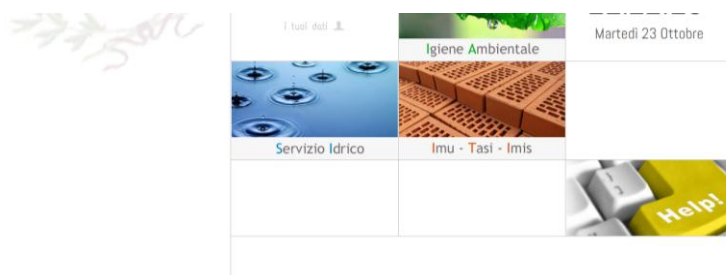 i tuoi dati
Igiene Ambientale
Martedì 23 Ottobre
Servizio Idrico
Imu - Tasi - Imis
Help!